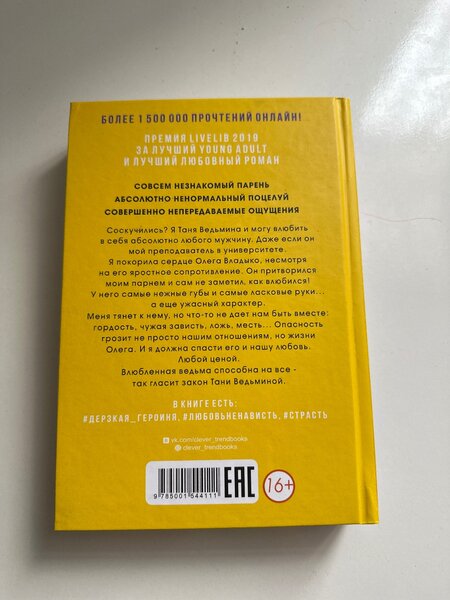 БОЛЕЕ 1 500 000 ПРОЧТЕНИЙ ОНЛАЙН!
ПРЕМИЯ LIVELIB 2019
ЗА ЛУЧШИЙ YOUNG ADULT
И ЛУЧШИЙ ЛЮБОВНЫЙ РОМАН
СОВСЕМ НЕЗНАКОМЫЙ ПАРЕНЬ
АБСОЛЮТНО НЕНОРМАЛЬНЫЙ ПОЦЕЛУЙ
СОВЕРШЕННО НЕПЕРЕДАВАЕМЫЕ ОЩУЩЕНИЯ
Соскучились? Я Таня Ведьмина и могу влюбить
в себя абсолютно любого мужчину. Даже если он
мой преподаватель в университете.
Я покорила сердце Олега Владыко, несмотря
на его яростное сопротивление. Он притворился
моим парнем и сам не заметил, как влюбился!
У него самые нежные губы и самые ласковые руки...
а еще ужасный характер.
Меня тянет к нему, но что-то не дает нам быть вместе:
гордость, чужая зависть, ложь, месть... Опасность
грозит не просто нашим отношениям, но жизни
Олега. И я должна спасти его и нашу любовь.
Любой ценой.
Влюбленная ведьма способна на все -
так гласит закон Тани Ведьминой.
В КНИГЕ ЕСТЬ:
#ДЕРЗКАЯ_ГЕРОИНЯ, #ЛЮБОВЬНЕНАВИСТЬ, #СТРАСТЬ
vk.com/clever_trendbooks
clever_trendbooks
9 785001 544111
EAC
16+